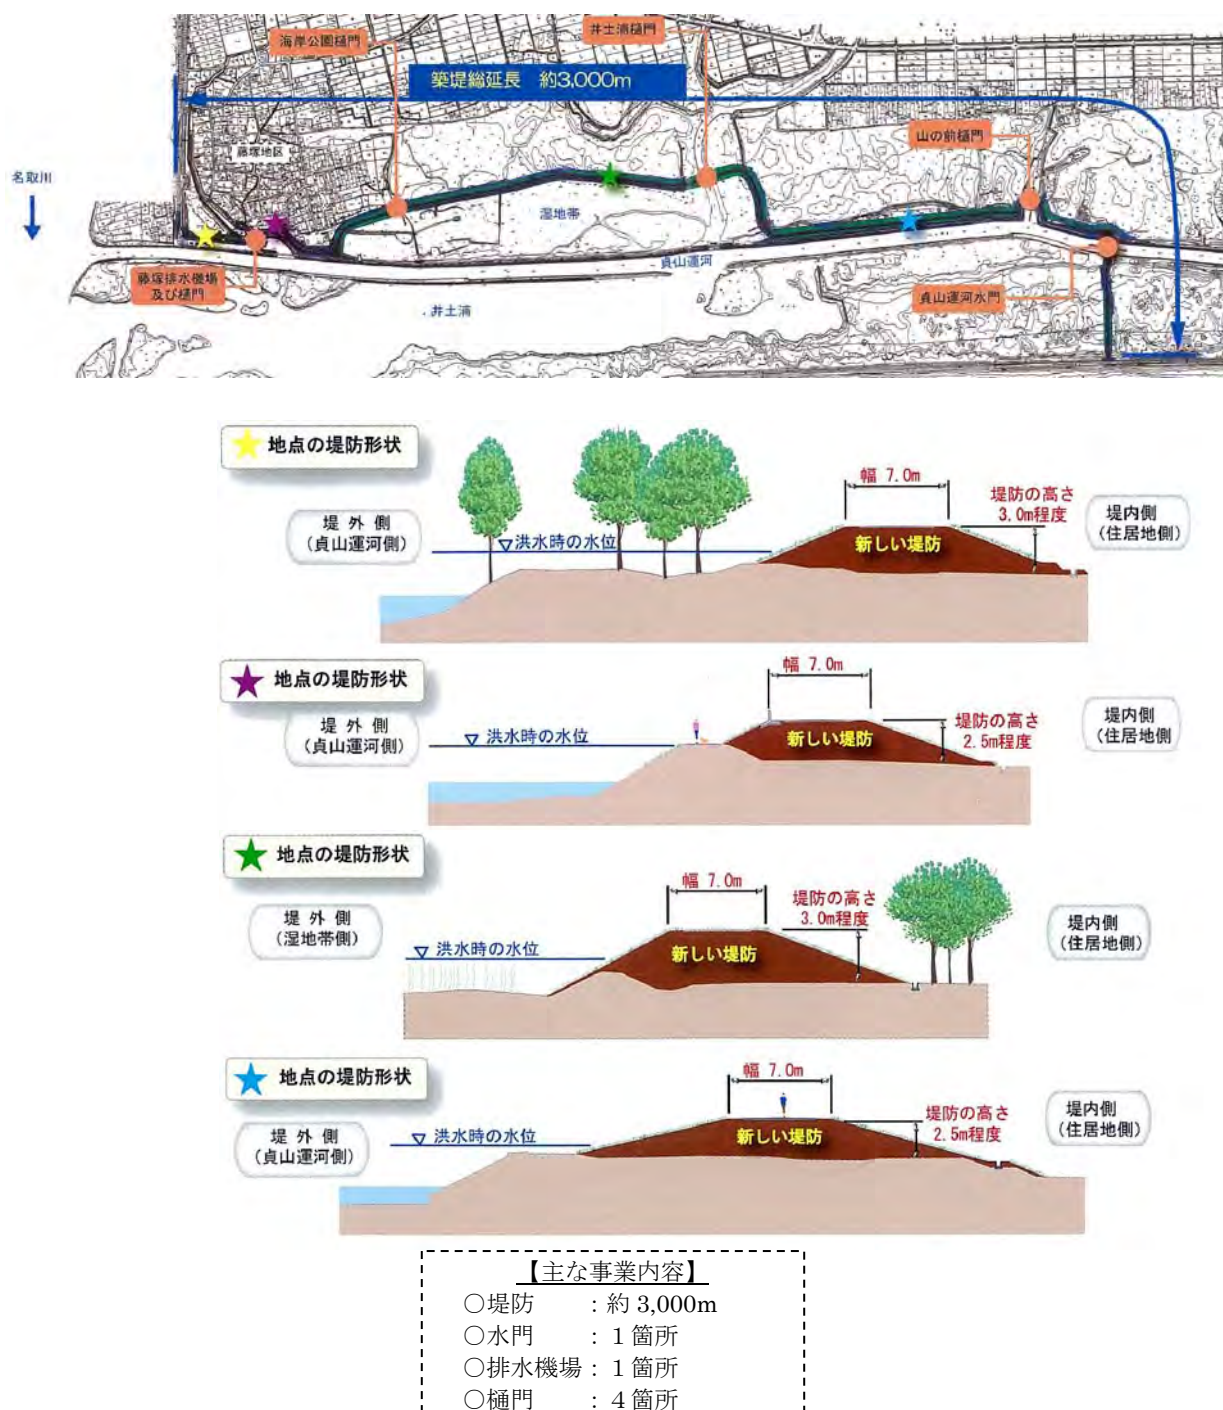 海岸公園樋門
井土浦樋門
築堤総延長　約3,000m
山の前樋門
藤塚地区
名取川
湿地帯
貞山運河
藤塚排水機場
及び樋門
貞山運河水門
井土浦
地点の堤防形状
幅 7.0m
堤防の高さ
3.0m程度
堤外側
(貞山運河側)
洪水時の水位
新しい堤防
堤内側
(住居地側)
地点の堤防形状
幅 7.0m
堤外側
(貞山運河側)
洪水時の水位
新しい堤防
堤防の高さ
2.5m程度
堤内側
(住居地側
地点の堤防形状
幅 7.0m
堤防の高さ
3.0m程度
堤外側
(湿地帯側)
洪水時の水位
新しい堤防
堤内側
(住居地側)
地点の堤防形状
幅 7.0m
堤外側
(貞山運河側)
洪水時の水位
新しい堤防
堤防の高さ
2.5m程度
堤内側
(住居地側)
【主な事業内容】
○堤防　　：約 3,000m
○水門　　：１箇所
○排水機場：１箇所
○樋門　　：４箇所